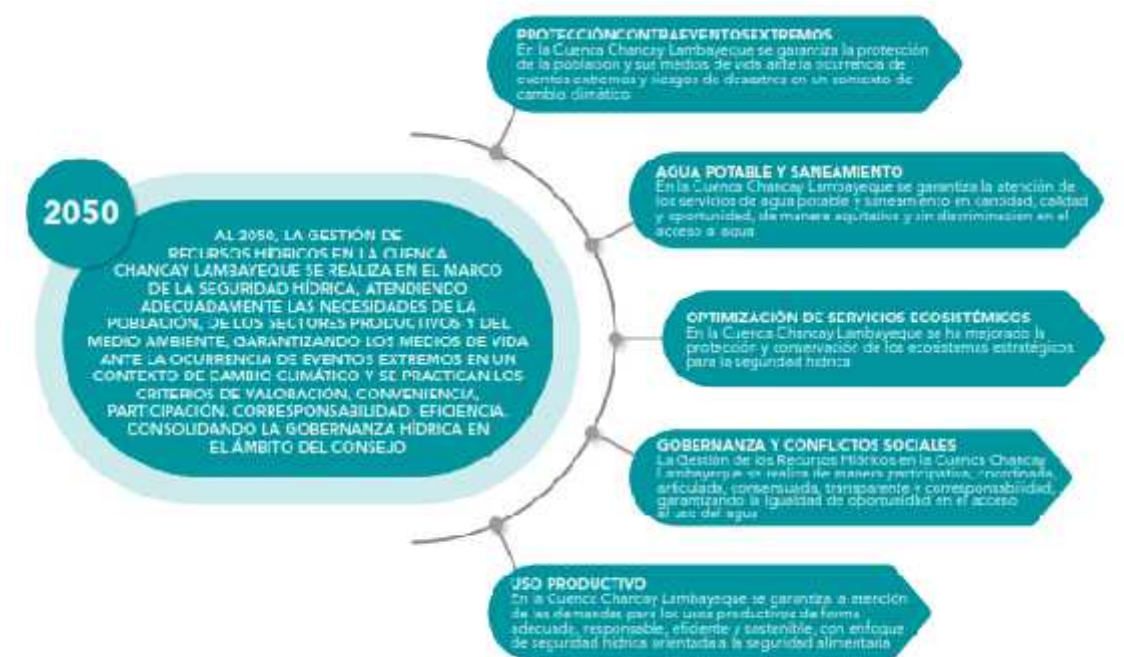 PROTECCIÓN CONTRA EVENTOS EXTREMOS
En la Cuenca Chancay Lambayeque se garantiza la protección
de la población y sus medios de vida ante la ocurrencia de
eventos extremos y riesgos de desastres en un contexto de
cambio climático
AGUA POTABLE Y SANEAMIENTO
En la Cuenca Chancay Lambayeque se garantiza la atención de
los servicios de agua potable y saneamiento en cantidad, calidad
y oportunidad, de manera equitativa y sin discriminación en el
acceso al agua
2050
AL 2050, LA GESTIÓN DE
RECURSOS HÍDRICOS EN LA CUENCA
CHANCAY LAMBAYEQUE SE REALIZA EN EL MARCO
DE LA SEGURIDAD HÍDRICA, ATENDIENDO
ADECUADAMENTE LAS NECESIDADES DE LA
POBLACIÓN, DE LOS SECTORES PRODUCTIVOS Y DEL
MEDIO AMBIENTE, GARANTIZANDO LOS MEDIOS DE VIDA
ANTE LA OCURRENCIA DE EVENTOS EXTREMOS EN UN
CONTEXTO DE CAMBIO CLIMÁTICO Y SE PRACTICAN LOS
CRITERIOS DE VALORACIÓN, CONVENIENCIA,
PARTICIPACIÓN, CORRESPONSABILIDAD, EFICIENCIA,
CONSOLIDANDO LA GOBERNANZA HÍDRICA EN
EL ÁMBITO DEL CONSEJO
OPTIMIZACIÓN DE SERVICIOS ECOSISTÉMICOS
En la Cuenca Chancay Lambayeque se ha mejorado la
protección y conservación de los ecosistemas estratégicos
para la seguridad hídrica
GOBERNANZA Y CONFLICTOS SOCIALES
La Gestión de los Recursos Hídricos en la Cuenca Chancay
Lambayeque se realiza de manera participativa, coordinada,
articulada, consensuada, transparente y corresponsabilidad,
garantizando la igualdad de oportunidad en el acceso
al uso del agua
USO PRODUCTIVO
En la Cuenca Chancay Lambayeque se garantiza la atención
de las demandas para los usos productivos de forma
adecuada, responsable, eficiente y sostenible, con enfoque
de seguridad hídrica orientada a la seguridad alimentaria